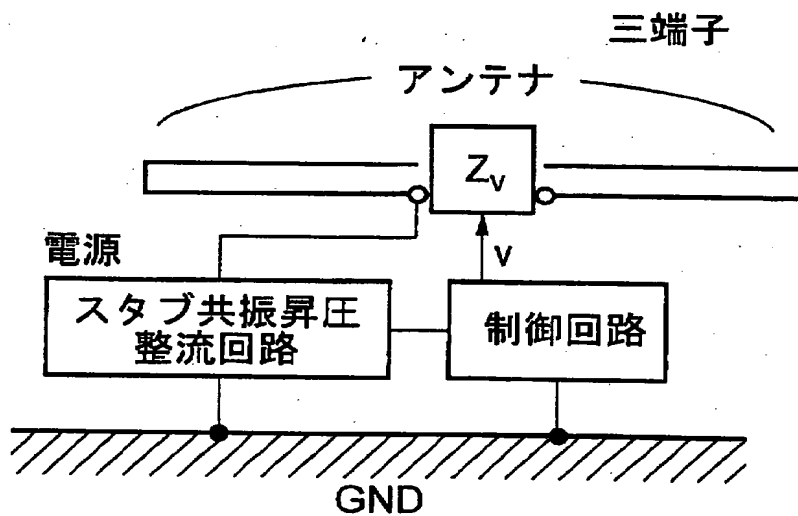 三端子
アンテナ
Zv
電源
V
スタブ共振昇圧
整流回路
制御回路
GND